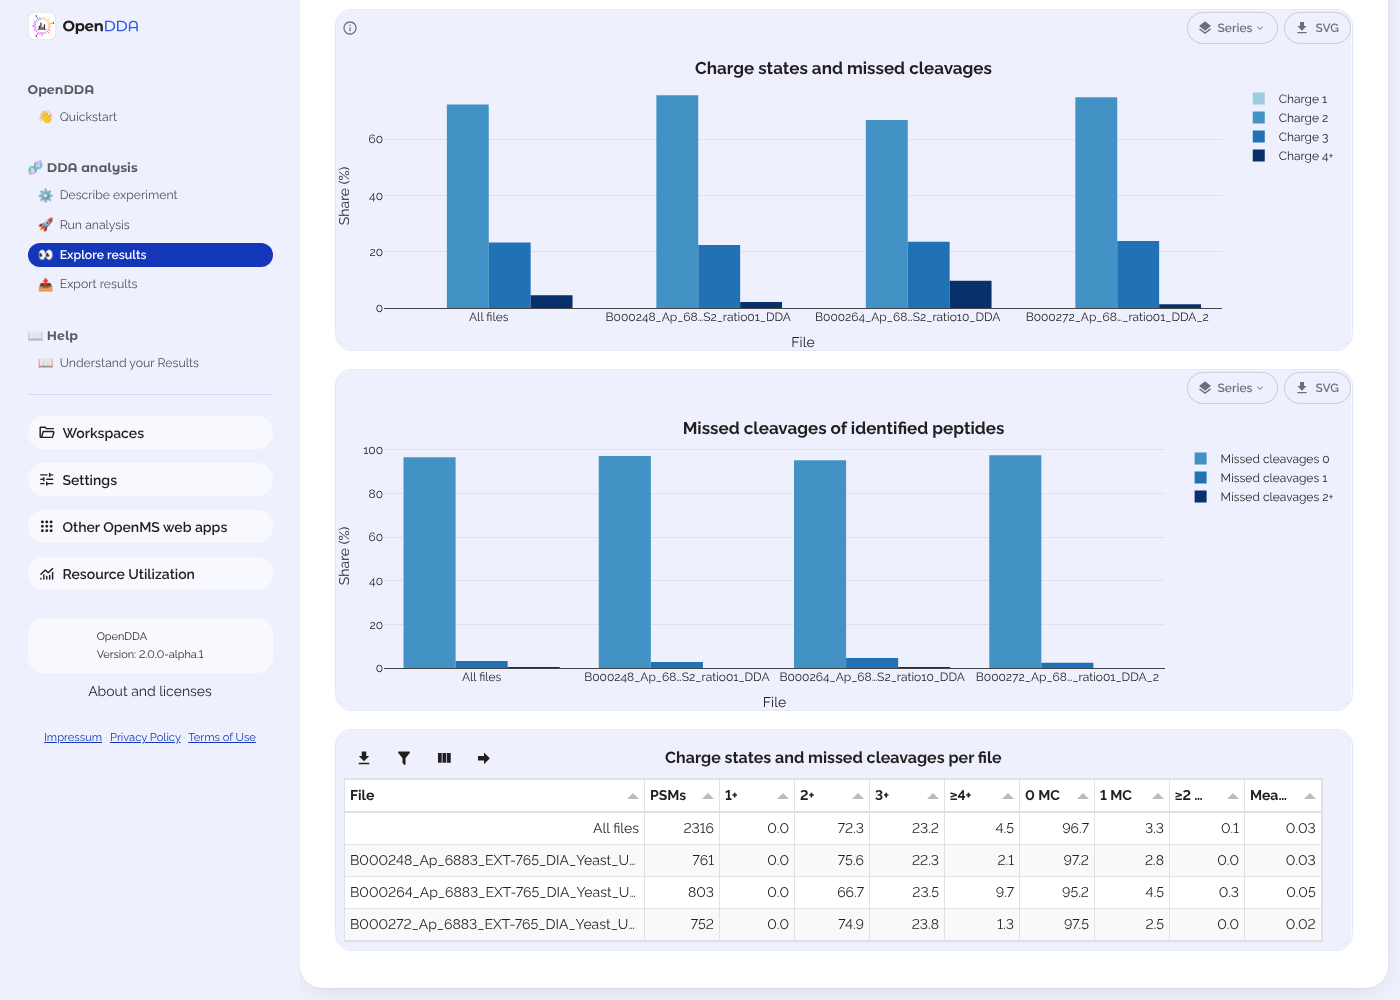 OpenDDA
OpenDDA
👋 Quickstart
🧬 DDA analysis
⚙️ Describe experiment
🚀 Run analysis
👀 Explore results
📤 Export results
📖 Help
📖 Understand your Results
Workspaces
Settings
Other OpenMS web apps
Resource Utilization
OpenDDA
Version: 2.0.0-alpha.1
About and licenses
Impressum · Privacy Policy · Terms of Use
Series SVG
Charge states and missed cleavages
Charge 1
Charge 2
Charge 3
Charge 4+
Share (%)
60
40
20
0
All files B000248_Ap_68...S2_ratio01_DDA B000264_Ap_68...S2_ratio10_DDA B000272_Ap_68..._ratio01_DDA_2
File
Series SVG
Missed cleavages of identified peptides
Missed cleavages 0
Missed cleavages 1
Missed cleavages 2+
Share (%)
100
80
60
40
20
0
All files B000248_Ap_68...S2_ratio01_DDA B000264_Ap_68...S2_ratio10_DDA B000272_Ap_68..._ratio01_DDA_2
File
Charge states and missed cleavages per file
File PSMs 1+ 2+ 3+ ≥4+ 0 MC 1 MC ≥2 ... Mea...
All files 2316 0.0 72.3 23.2 4.5 96.7 3.3 0.1 0.03
B000248_Ap_6883_EXT-765_DIA_Yeast_U... 761 0.0 75.6 22.3 2.1 97.2 2.8 0.0 0.03
B000264_Ap_6883_EXT-765_DIA_Yeast_U... 803 0.0 66.7 23.5 9.7 95.2 4.5 0.3 0.05
B000272_Ap_6883_EXT-765_DIA_Yeast_U... 752 0.0 74.9 23.8 1.3 97.5 2.5 0.0 0.02